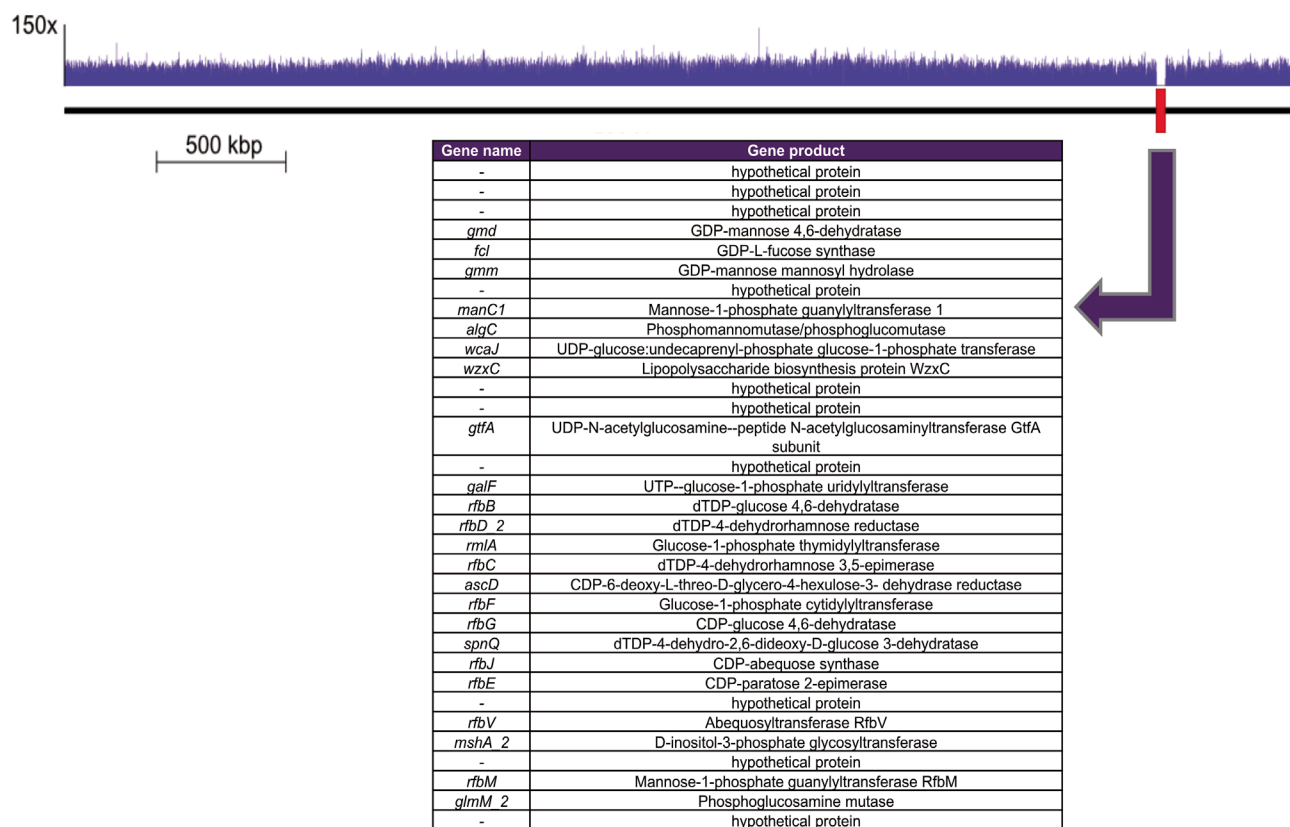 150x
500 kbp
Gene name Gene product
- hypothetical protein
- hypothetical protein
- hypothetical protein
gmd GDP-mannose 4,6-dehydratase
fcl GDP-L-fucose synthase
gmm GDP-mannose mannosyl hydrolase
- hypothetical protein
manC1 Mannose-1-phosphate guanylyltransferase 1
algC Phosphomannomutase/phosphoglucomutase
wcaJ UDP-glucose:undecaprenyl-phosphate glucose-1-phosphate transferase
wzxC Lipopolysaccharide biosynthesis protein WzxC
- hypothetical protein
- hypothetical protein
gtfA UDP-N-acetylglucosamine--peptide N-acetylglucosaminyltransferase GtfA
subunit
- hypothetical protein
galF UTP--glucose-1-phosphate uridylyltransferase
rfbB dTDP-glucose 4,6-dehydratase
rfbD_2 dTDP-4-dehydrorhamnose reductase
rmlA Glucose-1-phosphate thymidylyltransferase
rfbC dTDP-4-dehydrorhamnose 3,5-epimerase
ascD CDP-6-deoxy-L-threo-D-glycero-4-hexulose-3- dehydrase reductase
rfbF Glucose-1-phosphate cytidylyltransferase
rfbG CDP-glucose 4,6-dehydratase
spnQ dTDP-4-dehydro-2,6-dideoxy-D-glucose 3-dehydratase
rfbJ CDP-abequose synthase
rfbE CDP-paratose 2-epimerase
- hypothetical protein
rfbV Abequosyltransferase RfbV
mshA_2 D-inositol-3-phosphate glycosyltransferase
- hypothetical protein
rfbM Mannose-1-phosphate guanylyltransferase RfbM
glmM_2 Phosphoglucosamine mutase
- hypothetical protein